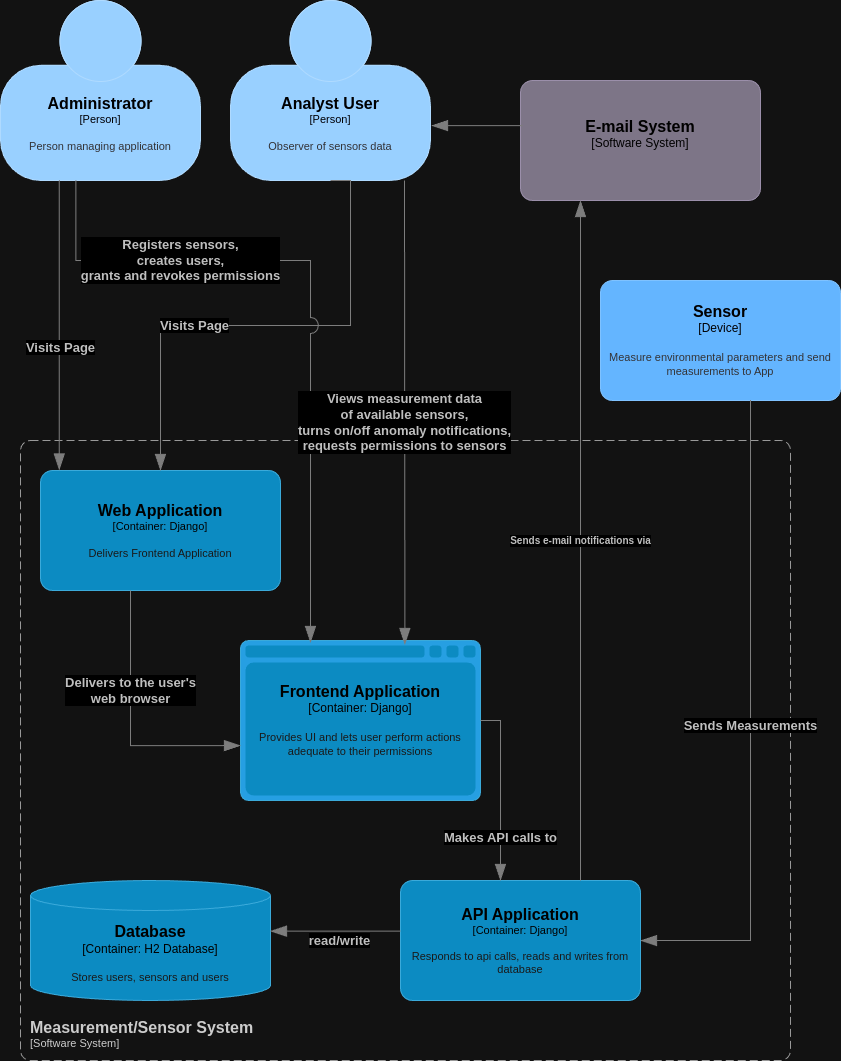 Administrator
[Person]
Person managing application
Analyst User
[Person]
Observer of sensors data
E-mail System
[Software System]
Registers sensors,
creates users,
grants and revokes permissions
Sensor
[Device]
Measure environmental parameters and send
measurements to App
Visits Page
Visits Page
Views measurement data
of available sensors,
turns on/off anomaly notifications,
requests permissions to sensors
Web Application
[Container: Django]
Delivers Frontend Application
Sends e-mail notifications via
Delivers to the user's
web browser
Frontend Application
[Container: Django]
Provides UI and lets user perform actions
adequate to their permissions
Sends Measurements
Makes API calls to
Database
[Container: H2 Database]
Stores users, sensors and users
read/write
API Application
[Container: Django]
Responds to api calls, reads and writes from
database
Measurement/Sensor System
[Software System]